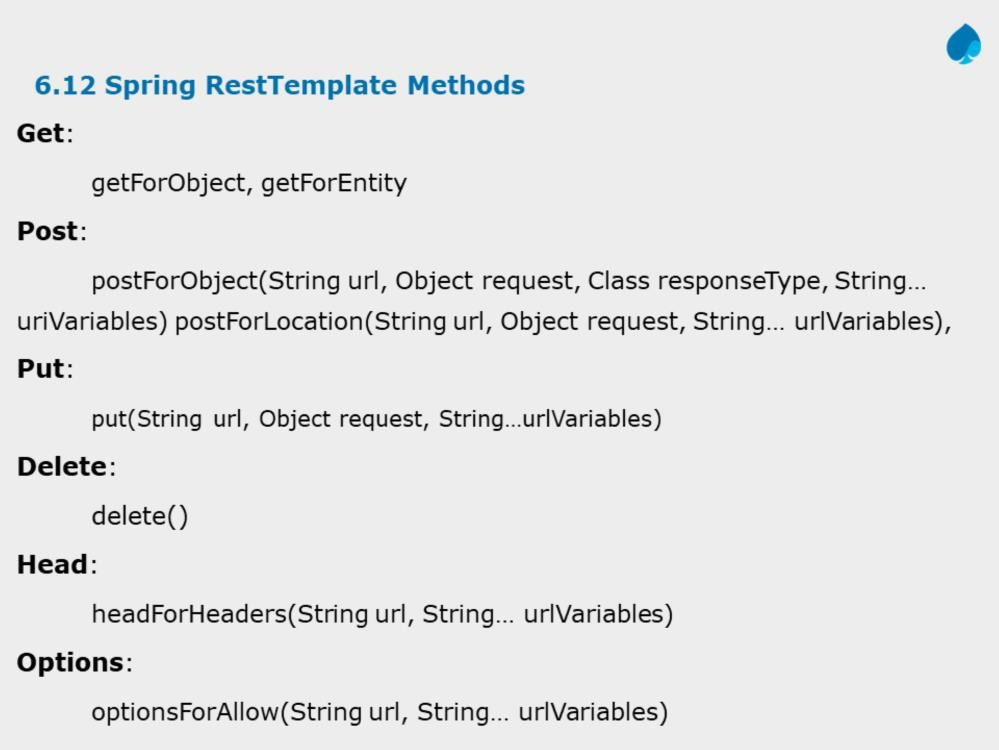 6.12 Spring RestTemplate Methods
Get:
getForObject, getForEntity
Post:
postForObject(String url, Object request, Class responseType, String…
uriVariables) postForLocation(String url, Object request, String… urlVariables),
Put:
put(String url, Object request, String…urlVariables)
Delete:
delete()
Head:
headForHeaders(String url, String… urlVariables)
Options:
optionsForAllow(String url, String… urlVariables)